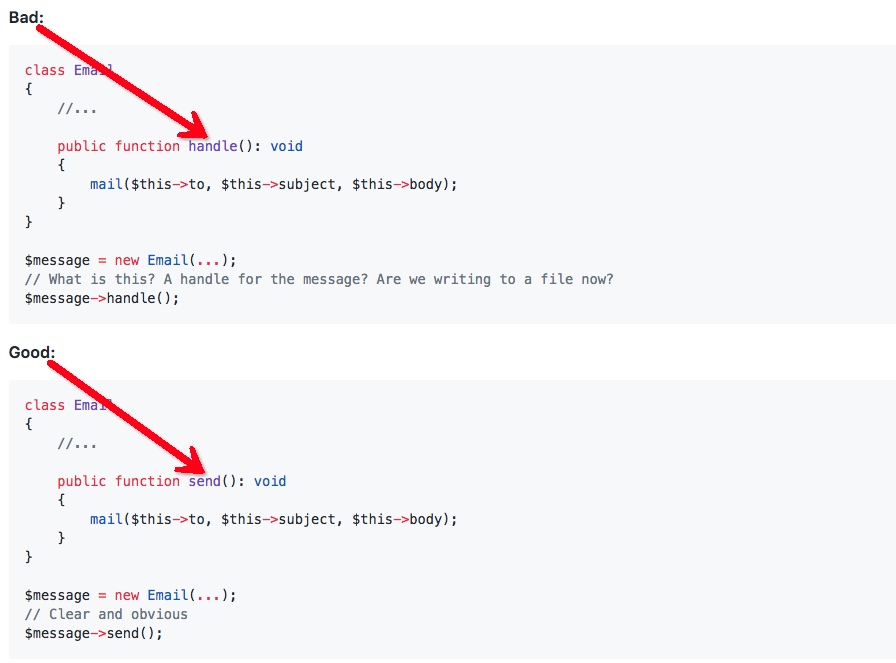 Bad:
class Email
{
    //...
    public function handle(): void
    {
        mail($this->to, $this->subject, $this->body);
    }
}
$message = new Email(...);
// What is this? A handle for the message? Are we writing to a file now?
$message->handle();
Good:
class Email
{
    //...
    public function send(): void
    {
        mail($this->to, $this->subject, $this->body);
    }
}
$message = new Email(...);
// Clear and obvious
$message->send();